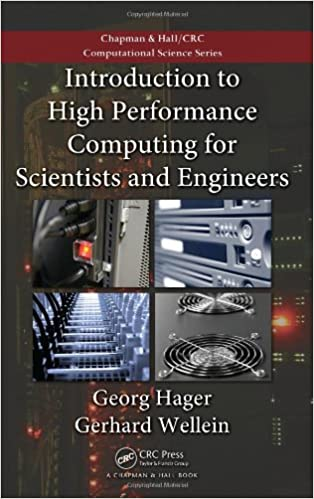 Chapman & Hall/CRC
Computational Science Series
Introduction to
High Performance
Computing for
Scientists and Engineers
Georg Hager
Gerhard Wellein
CRC
CRC Press
Taylor & Francis Group
A CHAPMAN & HALL BOOK